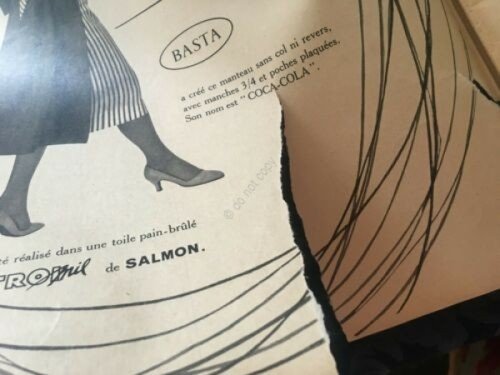 BASTA
a créé ce manteau sans col ni revers,
avec manches 3/4 et poches plaquées,
Son nom est "COCA-COLA".
© do not copy
té réalisé dans une toile pain-brûlé
de SALMON.